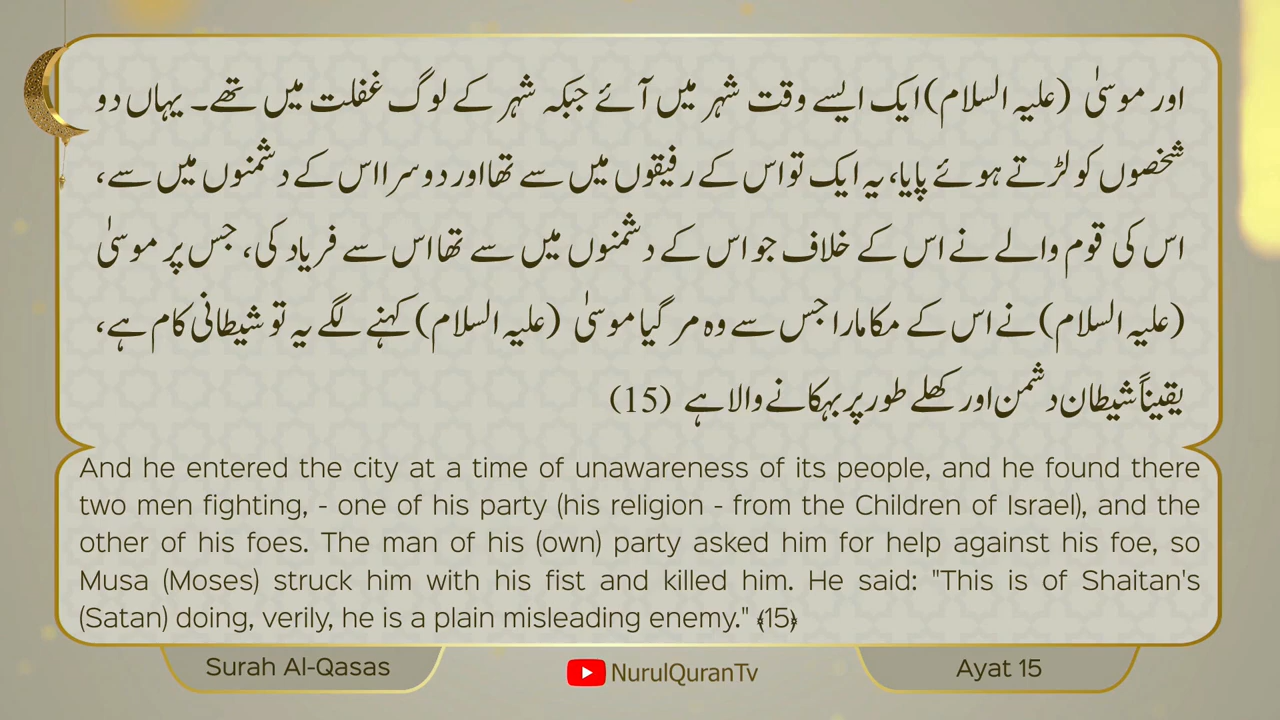 اور موسیٰ (علیہ السلام) ایک ایسے وقت شہر میں آئے جبکہ شہر کے لوگ غفلت میں تھے۔ یہاں دو
شخصوں کو لڑتے ہوئے پایا، یہ ایک تو اس کے رفیقوں میں سے تھا اور دوسرا اس کے دشمنوں میں سے،
اس کی قوم والے نے اس کے خلاف جو اس کے دشمنوں میں سے تھا اس سے فریاد کی، جس پر موسیٰ
(علیہ السلام) نے اس کے مکا مارا جس سے وہ مر گیا موسیٰ (علیہ السلام) کہنے لگے یہ تو شیطانی کام ہے،
یقیناً شیطان دشمن اور کھلے طور پر بہکانے والا ہے (15)
And he entered the city at a time of unawareness of its people, and he found there
two men fighting, - one of his party (his religion - from the Children of Israel), and the
other of his foes. The man of his (own) party asked him for help against his foe, so
Musa (Moses) struck him with his fist and killed him. He said: "This is of Shaitan's
(Satan) doing, verily, he is a plain misleading enemy." ﴾15﴿
Surah Al-Qasas
NurulQuranTv
Ayat 15